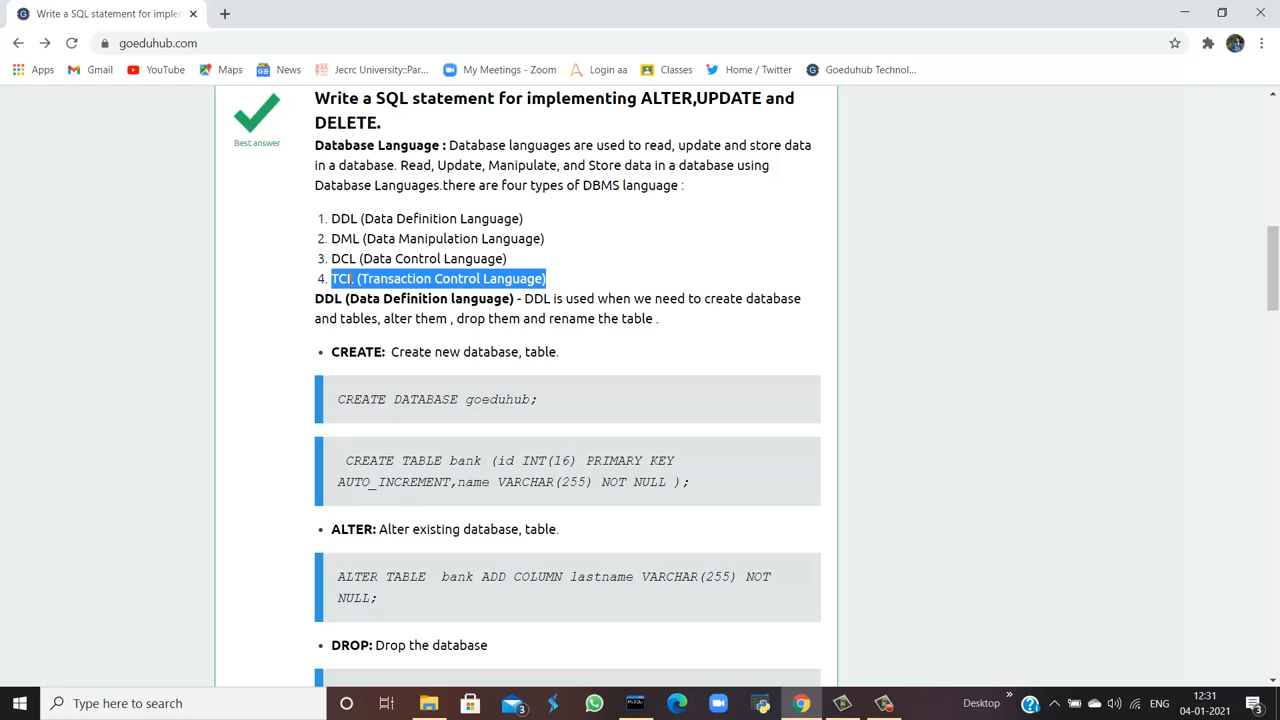 Write a SQL statement for implem
goeduhub.com
Apps Gmail YouTube Maps News Jecrc University::Par... My Meetings - Zoom Login aa Classes Home / Twitter Goeduhub Technol...
Write a SQL statement for implementing ALTER,UPDATE and
DELETE.
Best answer
Database Language : Database languages are used to read, update and store data
in a database. Read, Update, Manipulate, and Store data in a database using
Database Languages.there are four types of DBMS language :
1. DDL (Data Definition Language)
2. DML (Data Manipulation Language)
3. DCL (Data Control Language)
4. TCL (Transaction Control Language)
DDL (Data Definition language) - DDL is used when we need to create database
and tables, alter them , drop them and rename the table .
• CREATE: Create new database, table.
CREATE DATABASE goeduhub;
CREATE TABLE bank (id INT(16) PRIMARY KEY
AUTO_INCREMENT,name VARCHAR(255) NOT NULL );
• ALTER: Alter existing database, table.
ALTER TABLE bank ADD COLUMN lastname VARCHAR(255) NOT
NULL;
• DROP: Drop the database
Type here to search
3
Desktop
»
ENG
12:31
04-01-2021
3